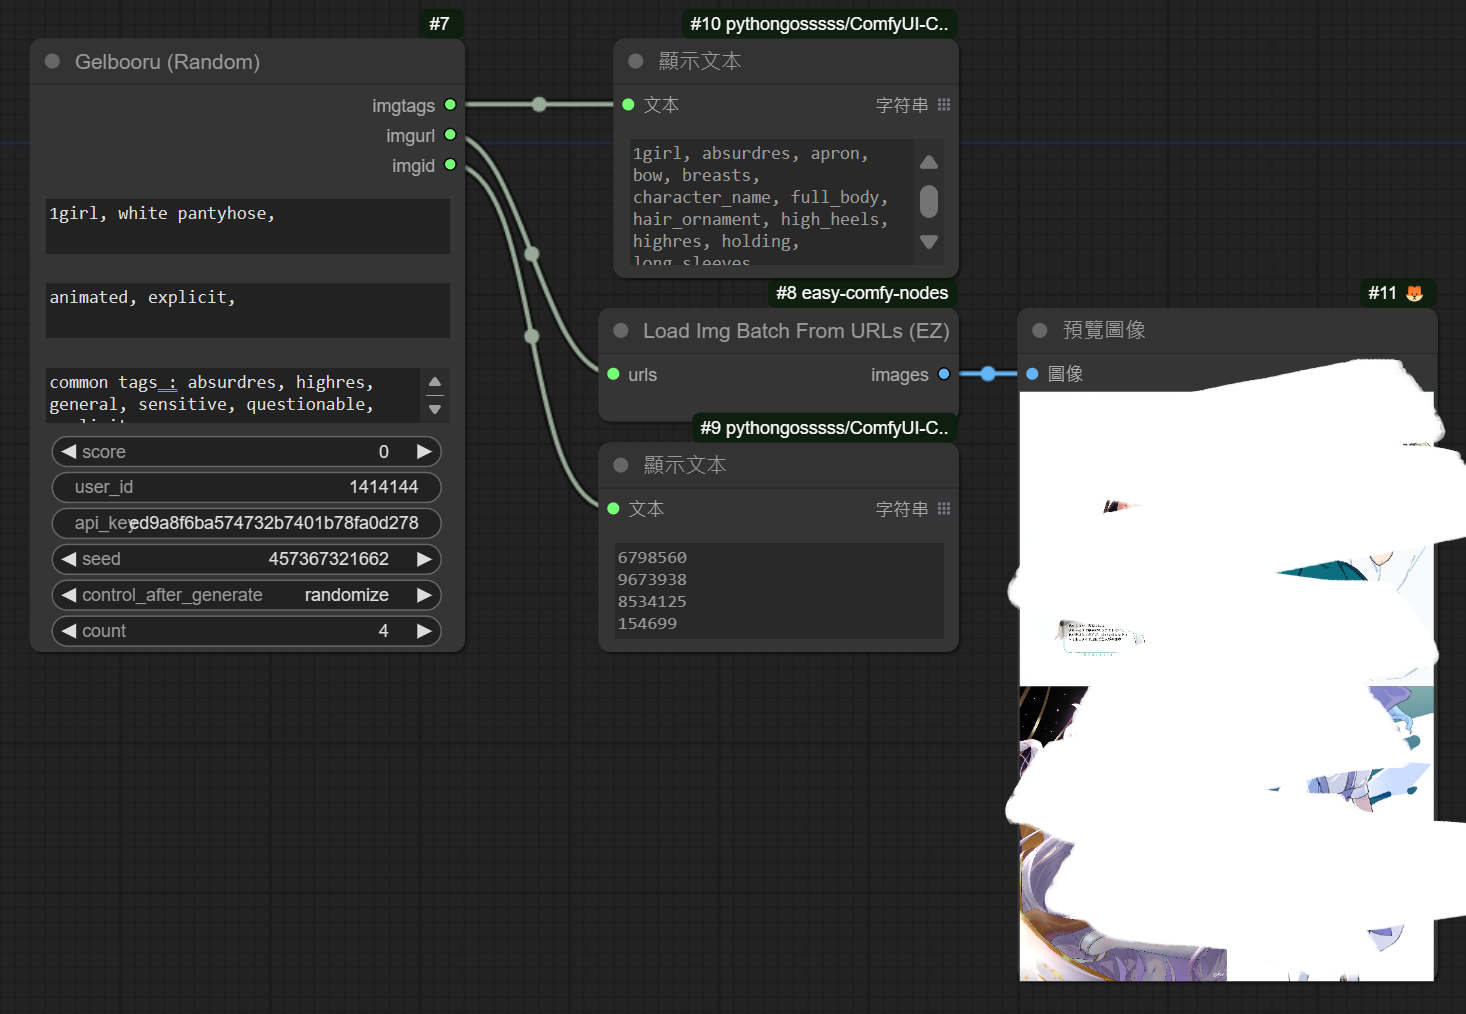 #7
Gelbooru (Random)
imgtags
imgurl
imgid
1girl, white pantyhose,
animated, explicit,
common tags : absurdres, highres,
general, sensitive, questionable,
score 0
user_id 1414144
api_key ed9a8f6ba574732b7401b78fa0d278
seed 457367321662
control_after_generate randomize
count 4
#10 pythongosssss/ComfyUI-C..
顯示文本
文本 字符串
1girl, absurdres, apron,
bow, breasts,
character_name, full_body,
hair_ornament, high_heels,
highres, holding,
long_sleeves
#8 easy-comfy-nodes
Load Img Batch From URLs (EZ)
urls images
#9 pythongosssss/ComfyUI-C..
顯示文本
文本 字符串
6798560
9673938
8534125
154699
#11
預覽圖像
圖像